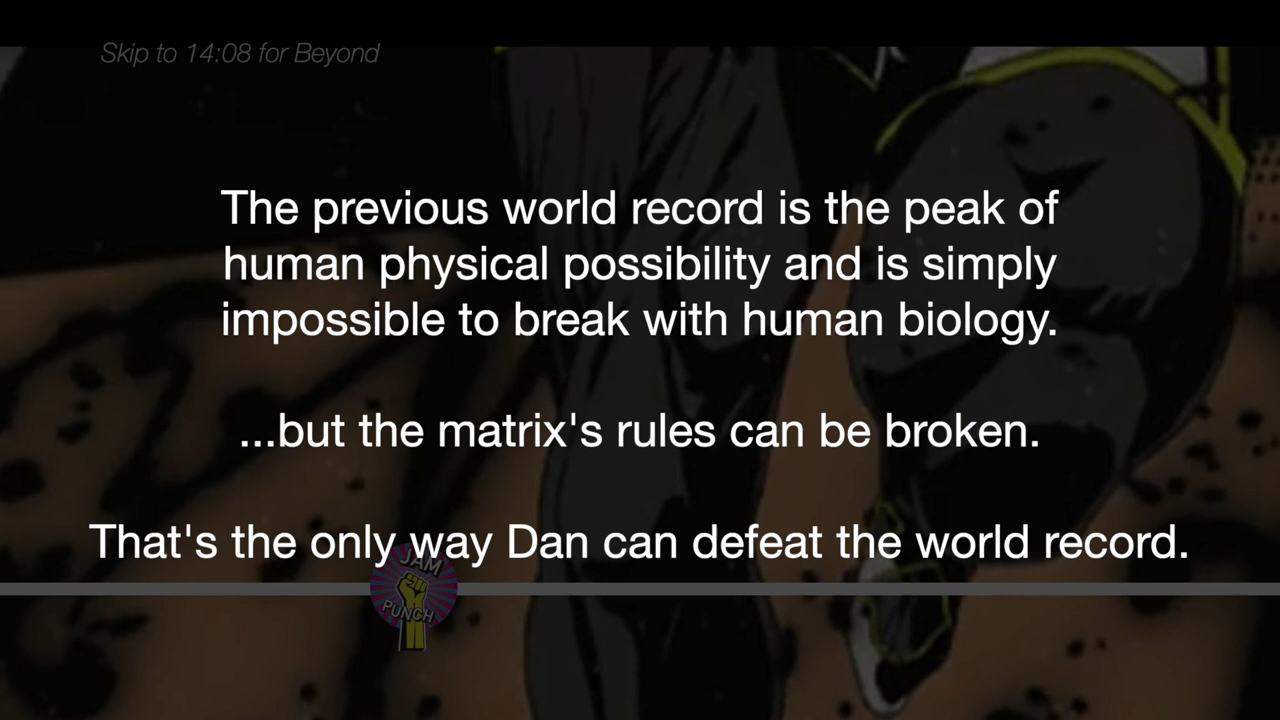 Skip to 14:08 for Beyond
The previous world record is the peak of
human physical possibility and is simply
impossible to break with human biology.
...but the matrix's rules can be broken.
That's the only way Dan can defeat the world record.
JAM
PUNCH